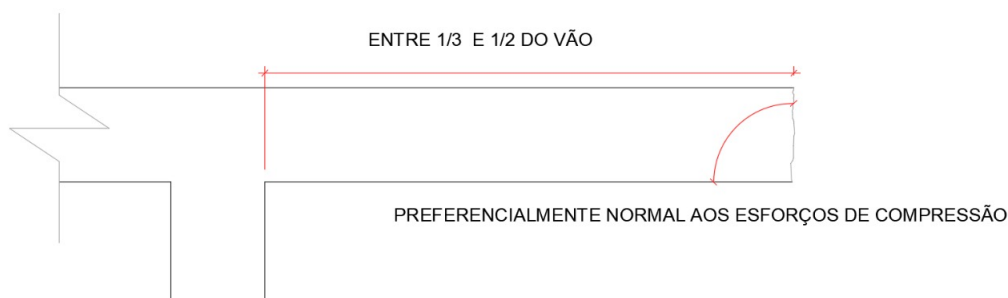 ENTRE 1/3 E 1/2 DO VÃO
PREFERENCIALMENTE NORMAL AOS ESFORÇOS DE COMPRESSÃO